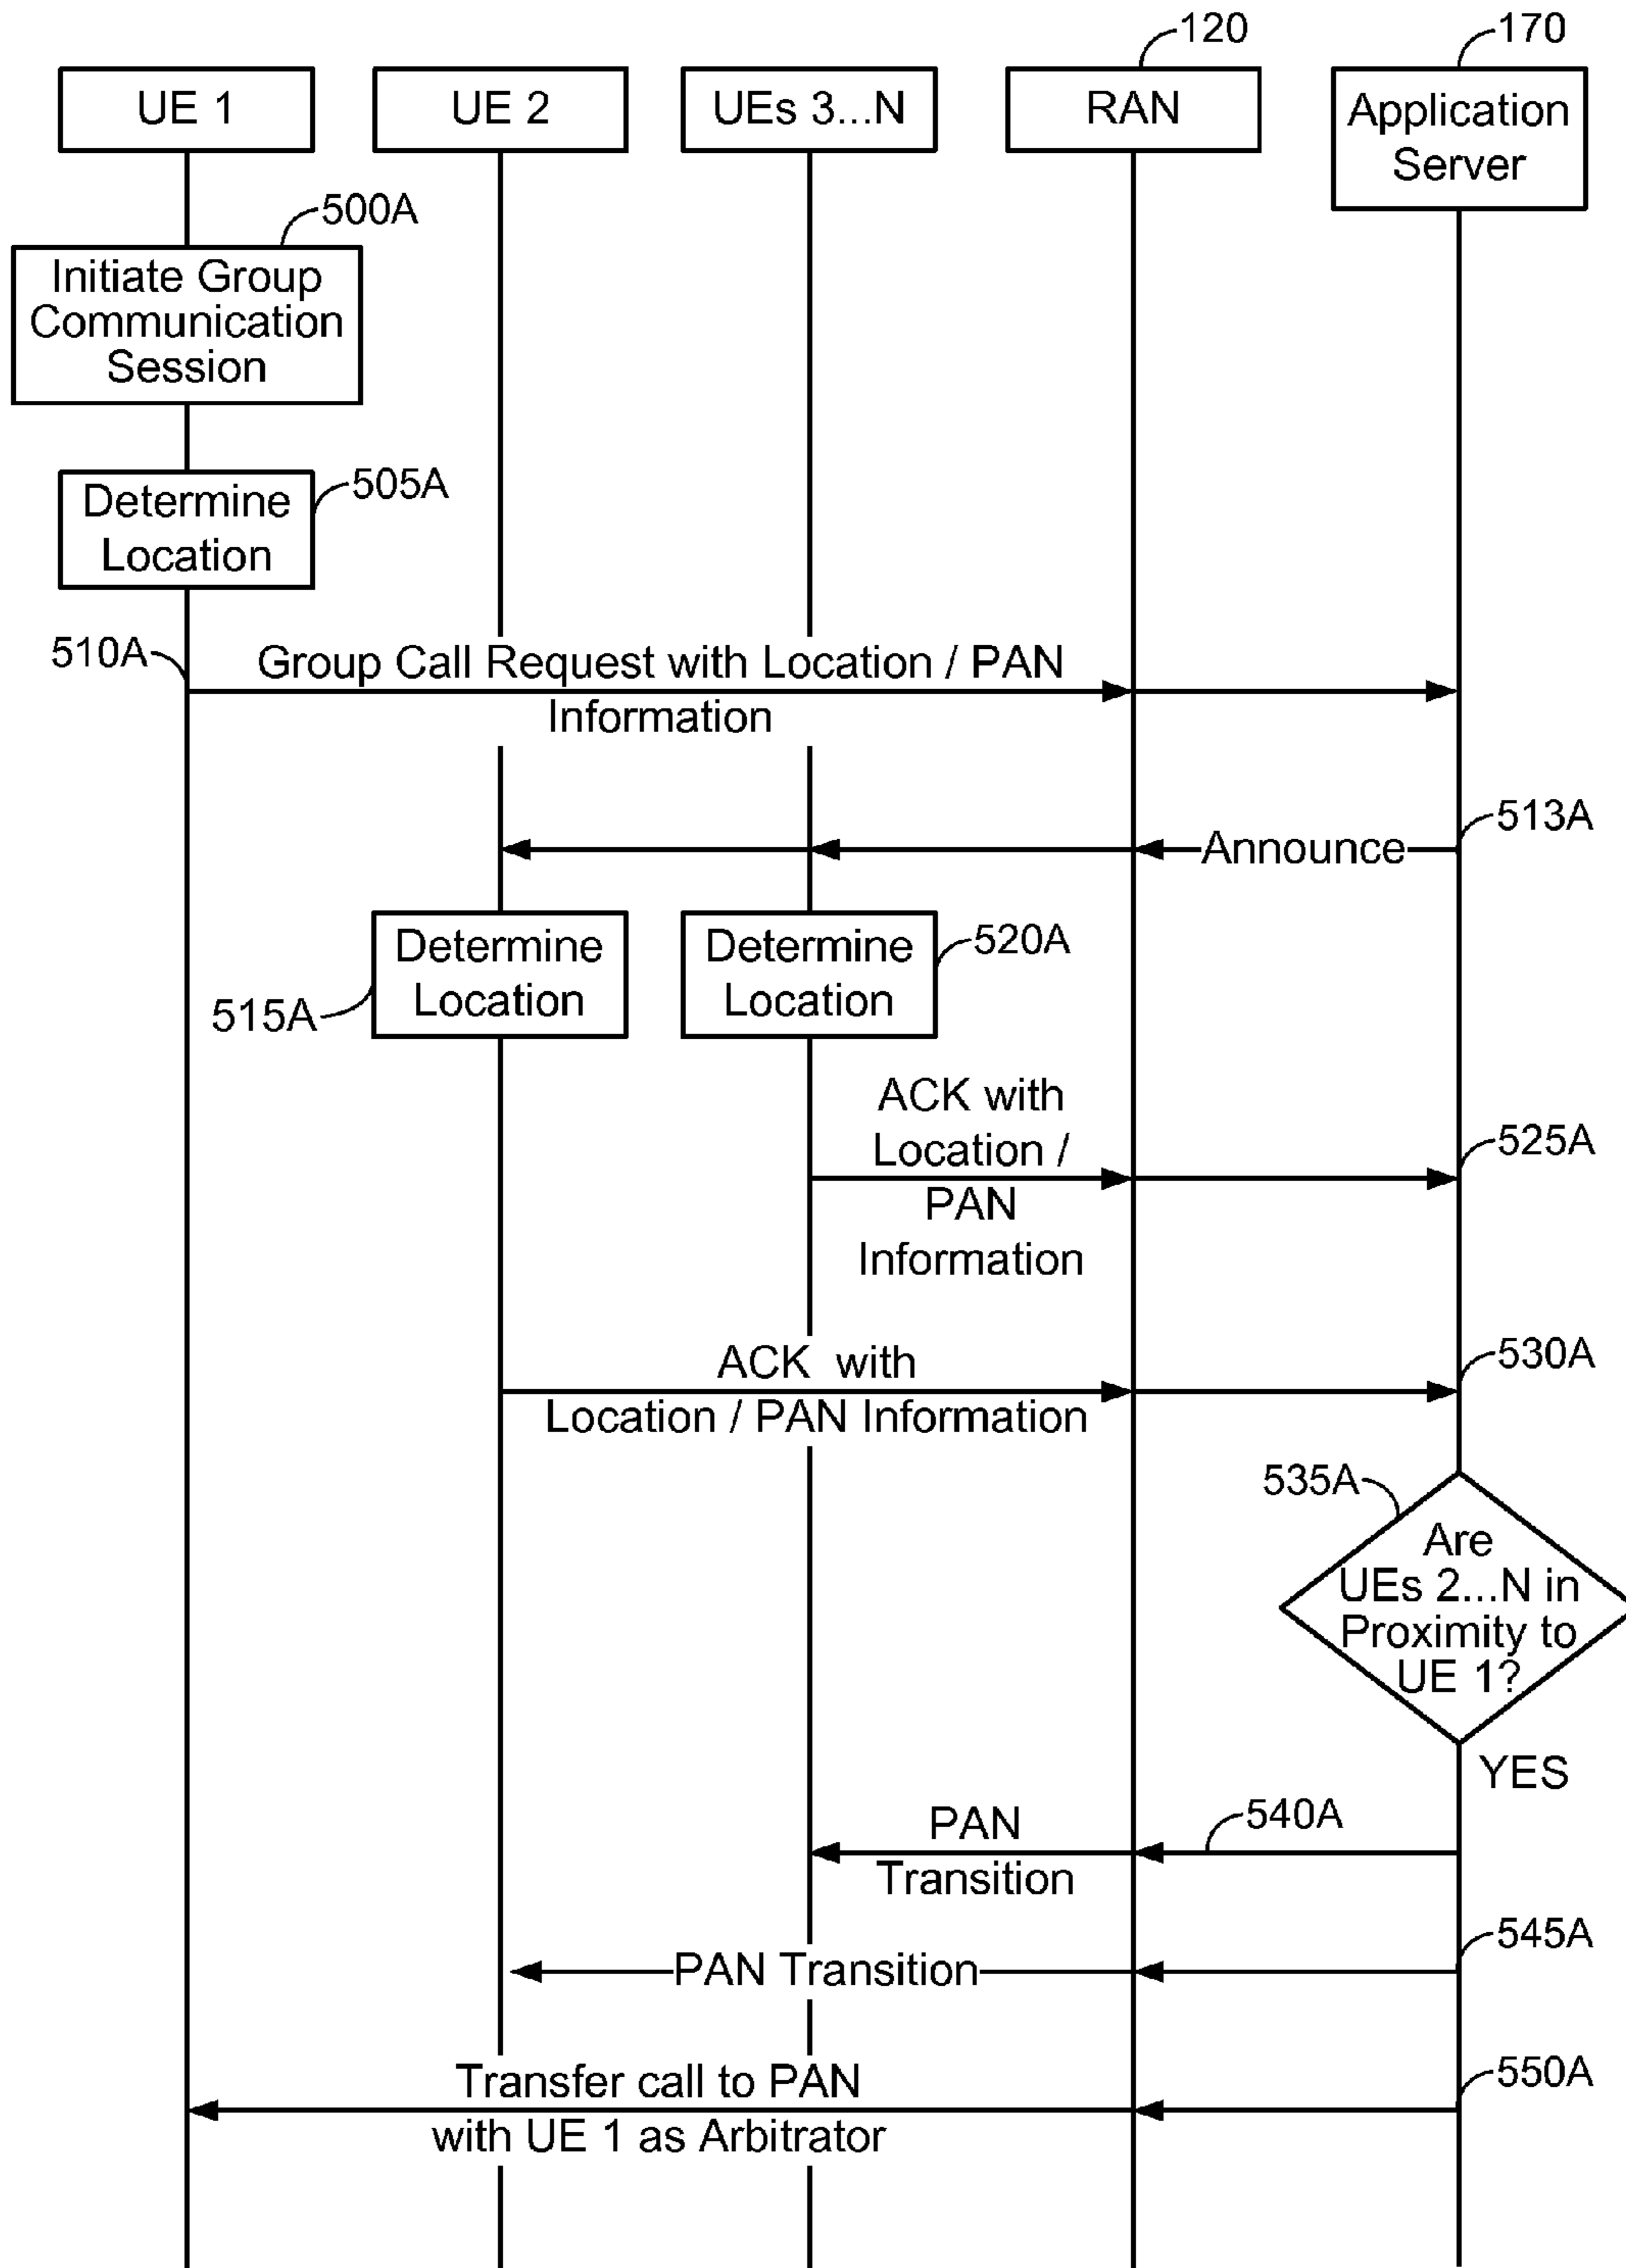 120
170
UE 1
UE 2
UEs 3...N
RAN
Application
Server
500A
Initiate Group
Communication
Session
505A
Determine
Location
510A
Group Call Request with Location / PAN
Information
513A
Announce
Determine
Location
515A
Determine
Location
520A
ACK with
Location /
PAN
Information
525A
ACK with
Location / PAN Information
530A
535A
Are
UEs 2...N in
Proximity to
UE 1?
YES
PAN
Transition
540A
PAN Transition
545A
Transfer call to PAN
with UE 1 as Arbitrator
550A